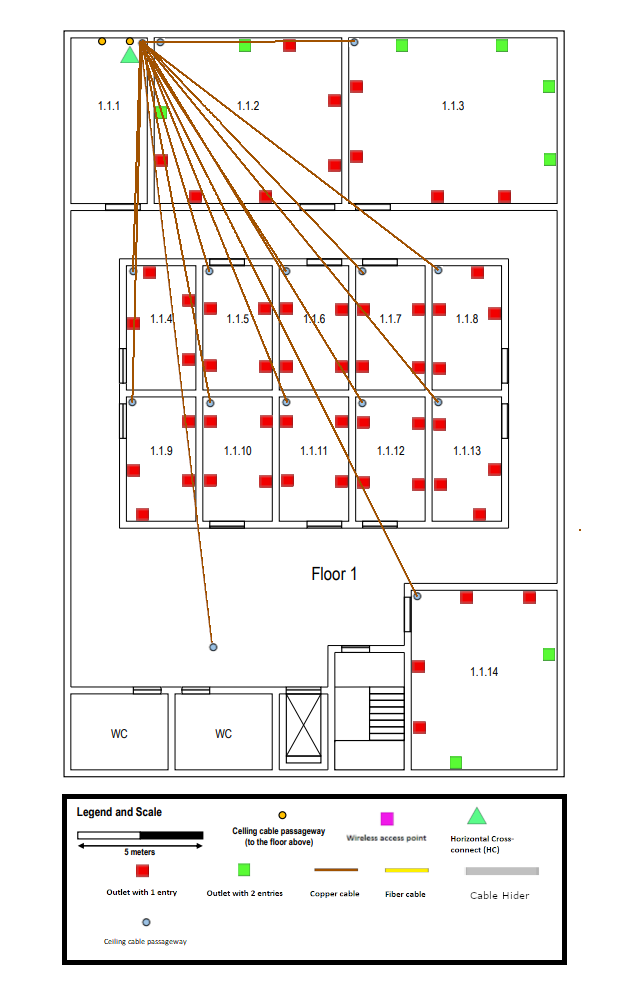 1.1.1
1.1.2
1.1.3
1.1.4
1.1.5
1.1.6
1.1.7
1.1.8
1.1.9
1.1.10
1.1.11
1.1.12
1.1.13
Floor 1
1.1.14
WC
WC
Legend and Scale
5 meters
Celling cable passageway
(to the floor above)
Wireless access point
Horizontal Cross-
connect (HC)
Outlet with 1 entry
Outlet with 2 entries
Copper cable
Fiber cable
Cable Hider
Celling cable passageway